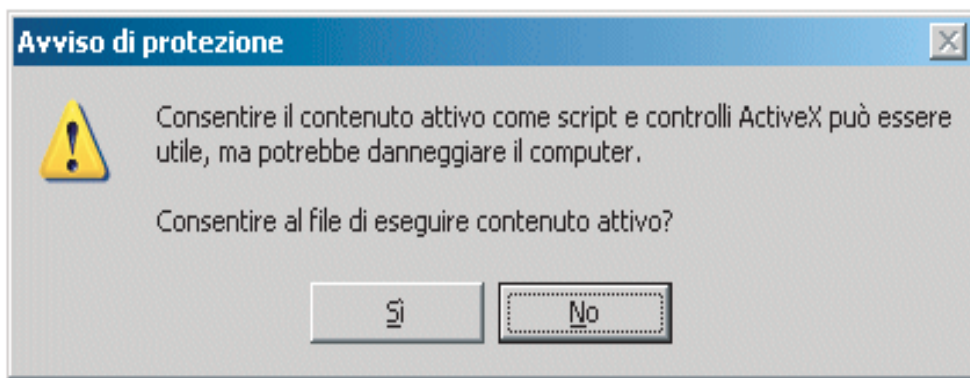 Avviso di protezione
Consentire il contenuto attivo come script e controlli ActiveX può essere
utile, ma potrebbe danneggiare il computer.
Consentire al file di eseguire contenuto attivo?
Sì
No